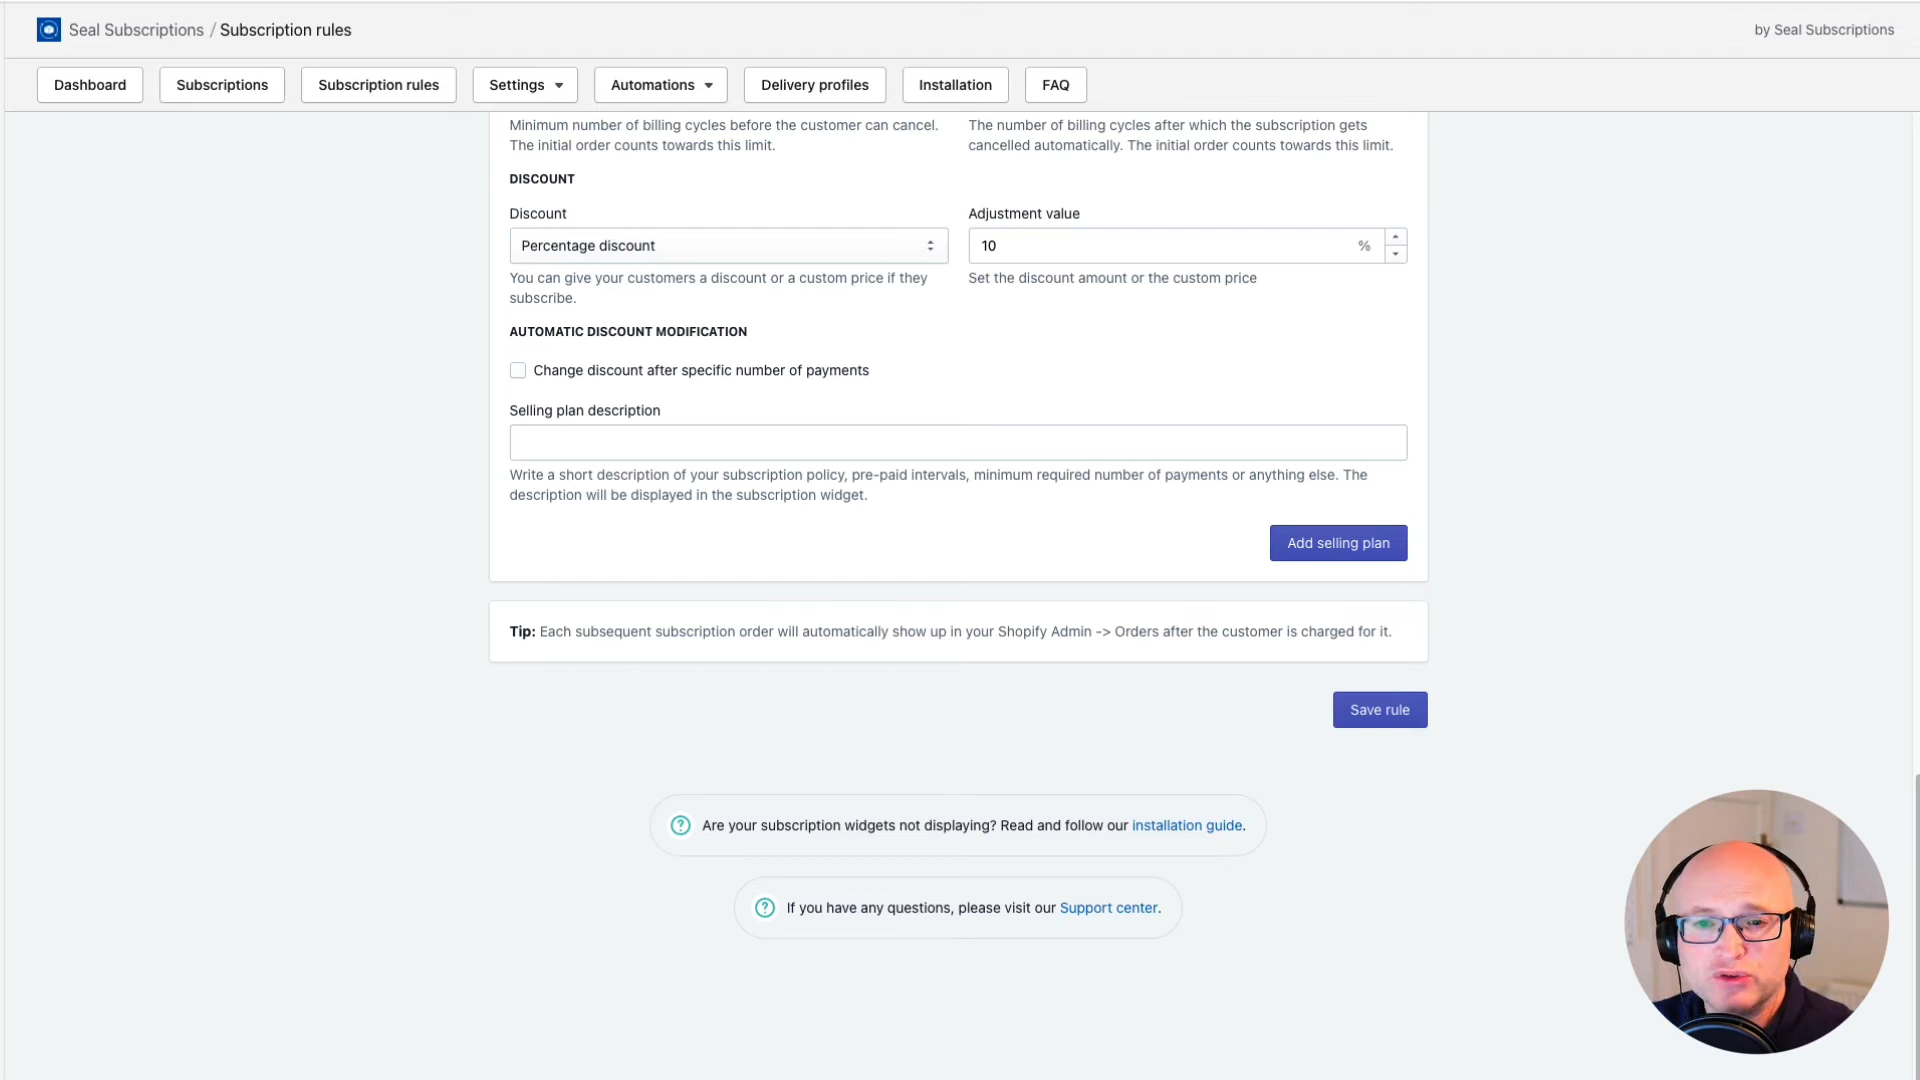 Seal Subscriptions / Subscription rules
by Seal Subscriptions
Dashboard
Subscriptions
Subscription rules
Settings
Automations
Delivery profiles
Installation
FAQ
Minimum number of billing cycles before the customer can cancel.
The initial order counts towards this limit.
The number of billing cycles after which the subscription gets
cancelled automatically. The initial order counts towards this limit.
DISCOUNT
Discount
Adjustment value
Percentage discount
10 %
You can give your customers a discount or a custom price if they
subscribe.
Set the discount amount or the custom price
AUTOMATIC DISCOUNT MODIFICATION
Change discount after specific number of payments
Selling plan description
Write a short description of your subscription policy, pre-paid intervals, minimum required number of payments or anything else. The
description will be displayed in the subscription widget.
Add selling plan
Tip: Each subsequent subscription order will automatically show up in your Shopify Admin -> Orders after the customer is charged for it.
Save rule
Are your subscription widgets not displaying? Read and follow our installation guide.
If you have any questions, please visit our Support center.